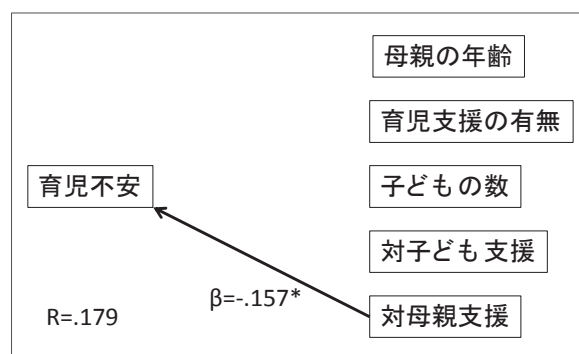 母親の年齢
育児支援の有無
育児不安
子どもの数
対子ども支援
対母親支援
β=-.157*
R=.179